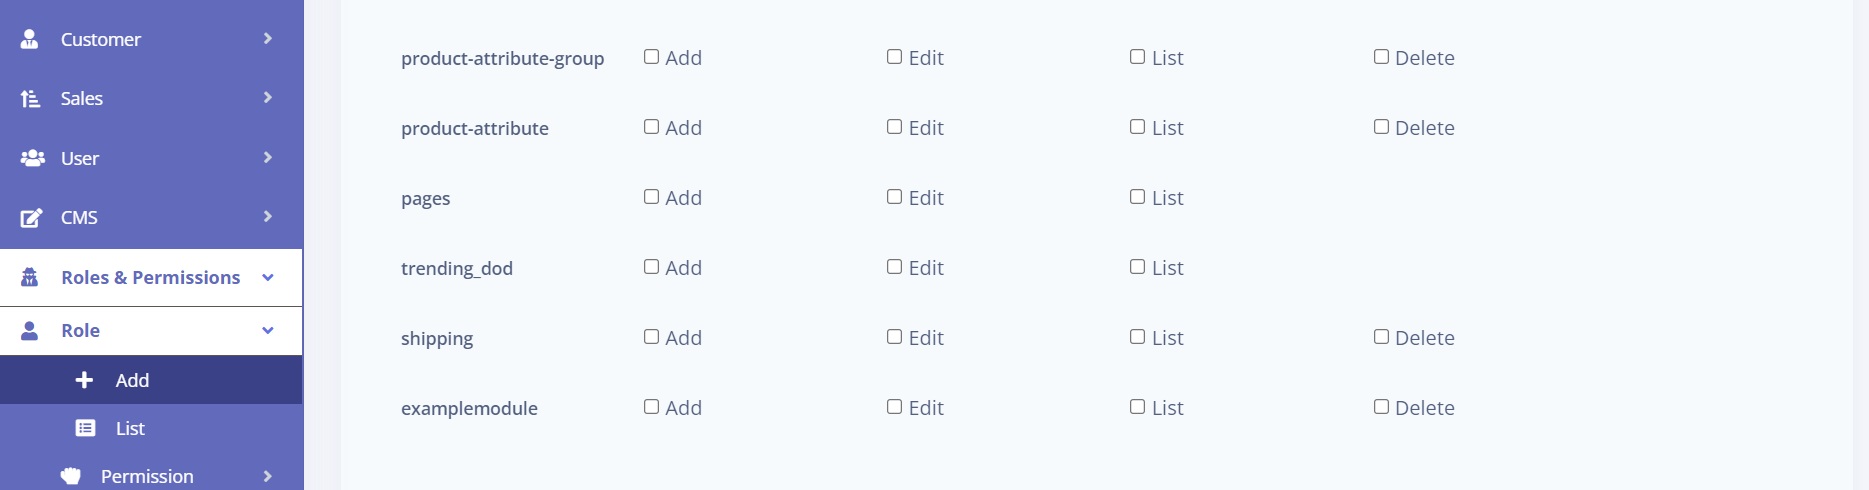 Customer
Sales
User
CMS
Roles & Permissions
Role
Add
List
Permission
product-attribute-group Add Edit List Delete
product-attribute Add Edit List Delete
pages Add Edit List
trending_dod Add Edit List
shipping Add Edit List Delete
examplemodule Add Edit List Delete